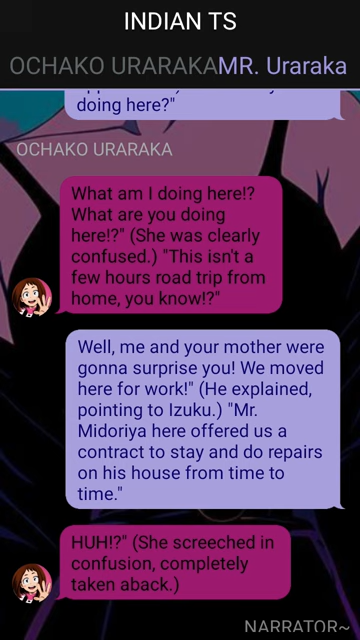 INDIAN TS
OCHAKO URARAKAMR. Uraraka
doing here?"
OCHAKO URARAKA
What am I doing here!?
What are you doing
here!?" (She was clearly
confused.) "This isn't a
few hours road trip from
home, you know!?"
Well, me and your mother were
gonna surprise you! We moved
here for work!" (He explained,
pointing to Izuku.) "Mr.
Midoriya here offered us a
contract to stay and do repairs
on his house from time to
time."
HUH!?" (She screeched in
confusion, completely
taken aback.)
NARRATOR~